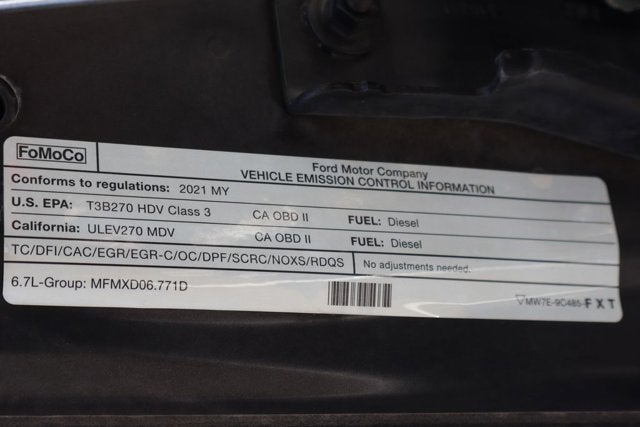 FoMoCo
Ford Motor Company
VEHICLE EMISSION CONTROL INFORMATION
Conforms to regulations: 2021 MY
U.S. EPA: T3B270 HDV Class 3 CA OBD II FUEL: Diesel
California: ULEV270 MDV CA OBD II FUEL: Diesel
TC/DFI/CAC/EGR/EGR-C/OC/DPF/SCRC/NOXS/RDQS No adjustments needed.
6.7L-Group: MFMXD06.771D
MW7E-9C485-FXT